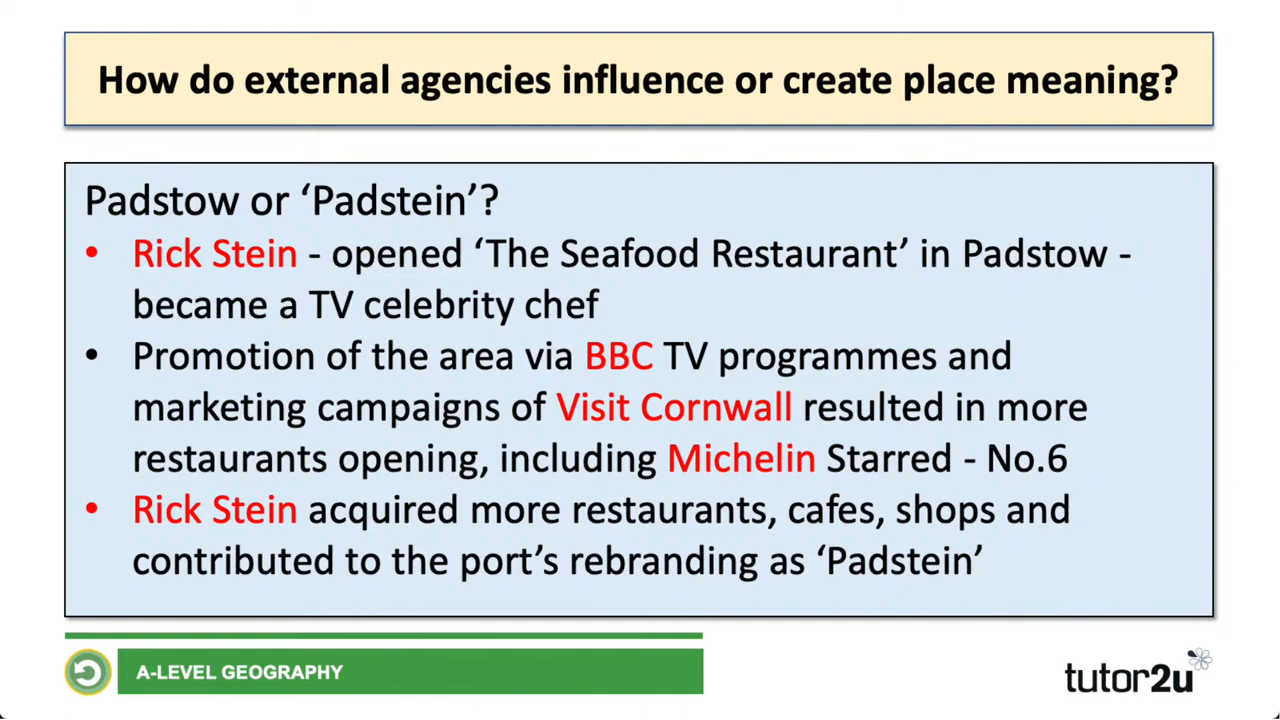 How do external agencies influence or create place meaning?
Padstow or ‘Padstein’?
• Rick Stein - opened ‘The Seafood Restaurant’ in Padstow -
became a TV celebrity chef
• Promotion of the area via BBC TV programmes and
marketing campaigns of Visit Cornwall resulted in more
restaurants opening, including Michelin Starred - No.6
• Rick Stein acquired more restaurants, cafes, shops and
contributed to the port’s rebranding as ‘Padstein’
A-LEVEL GEOGRAPHY
tutor2u